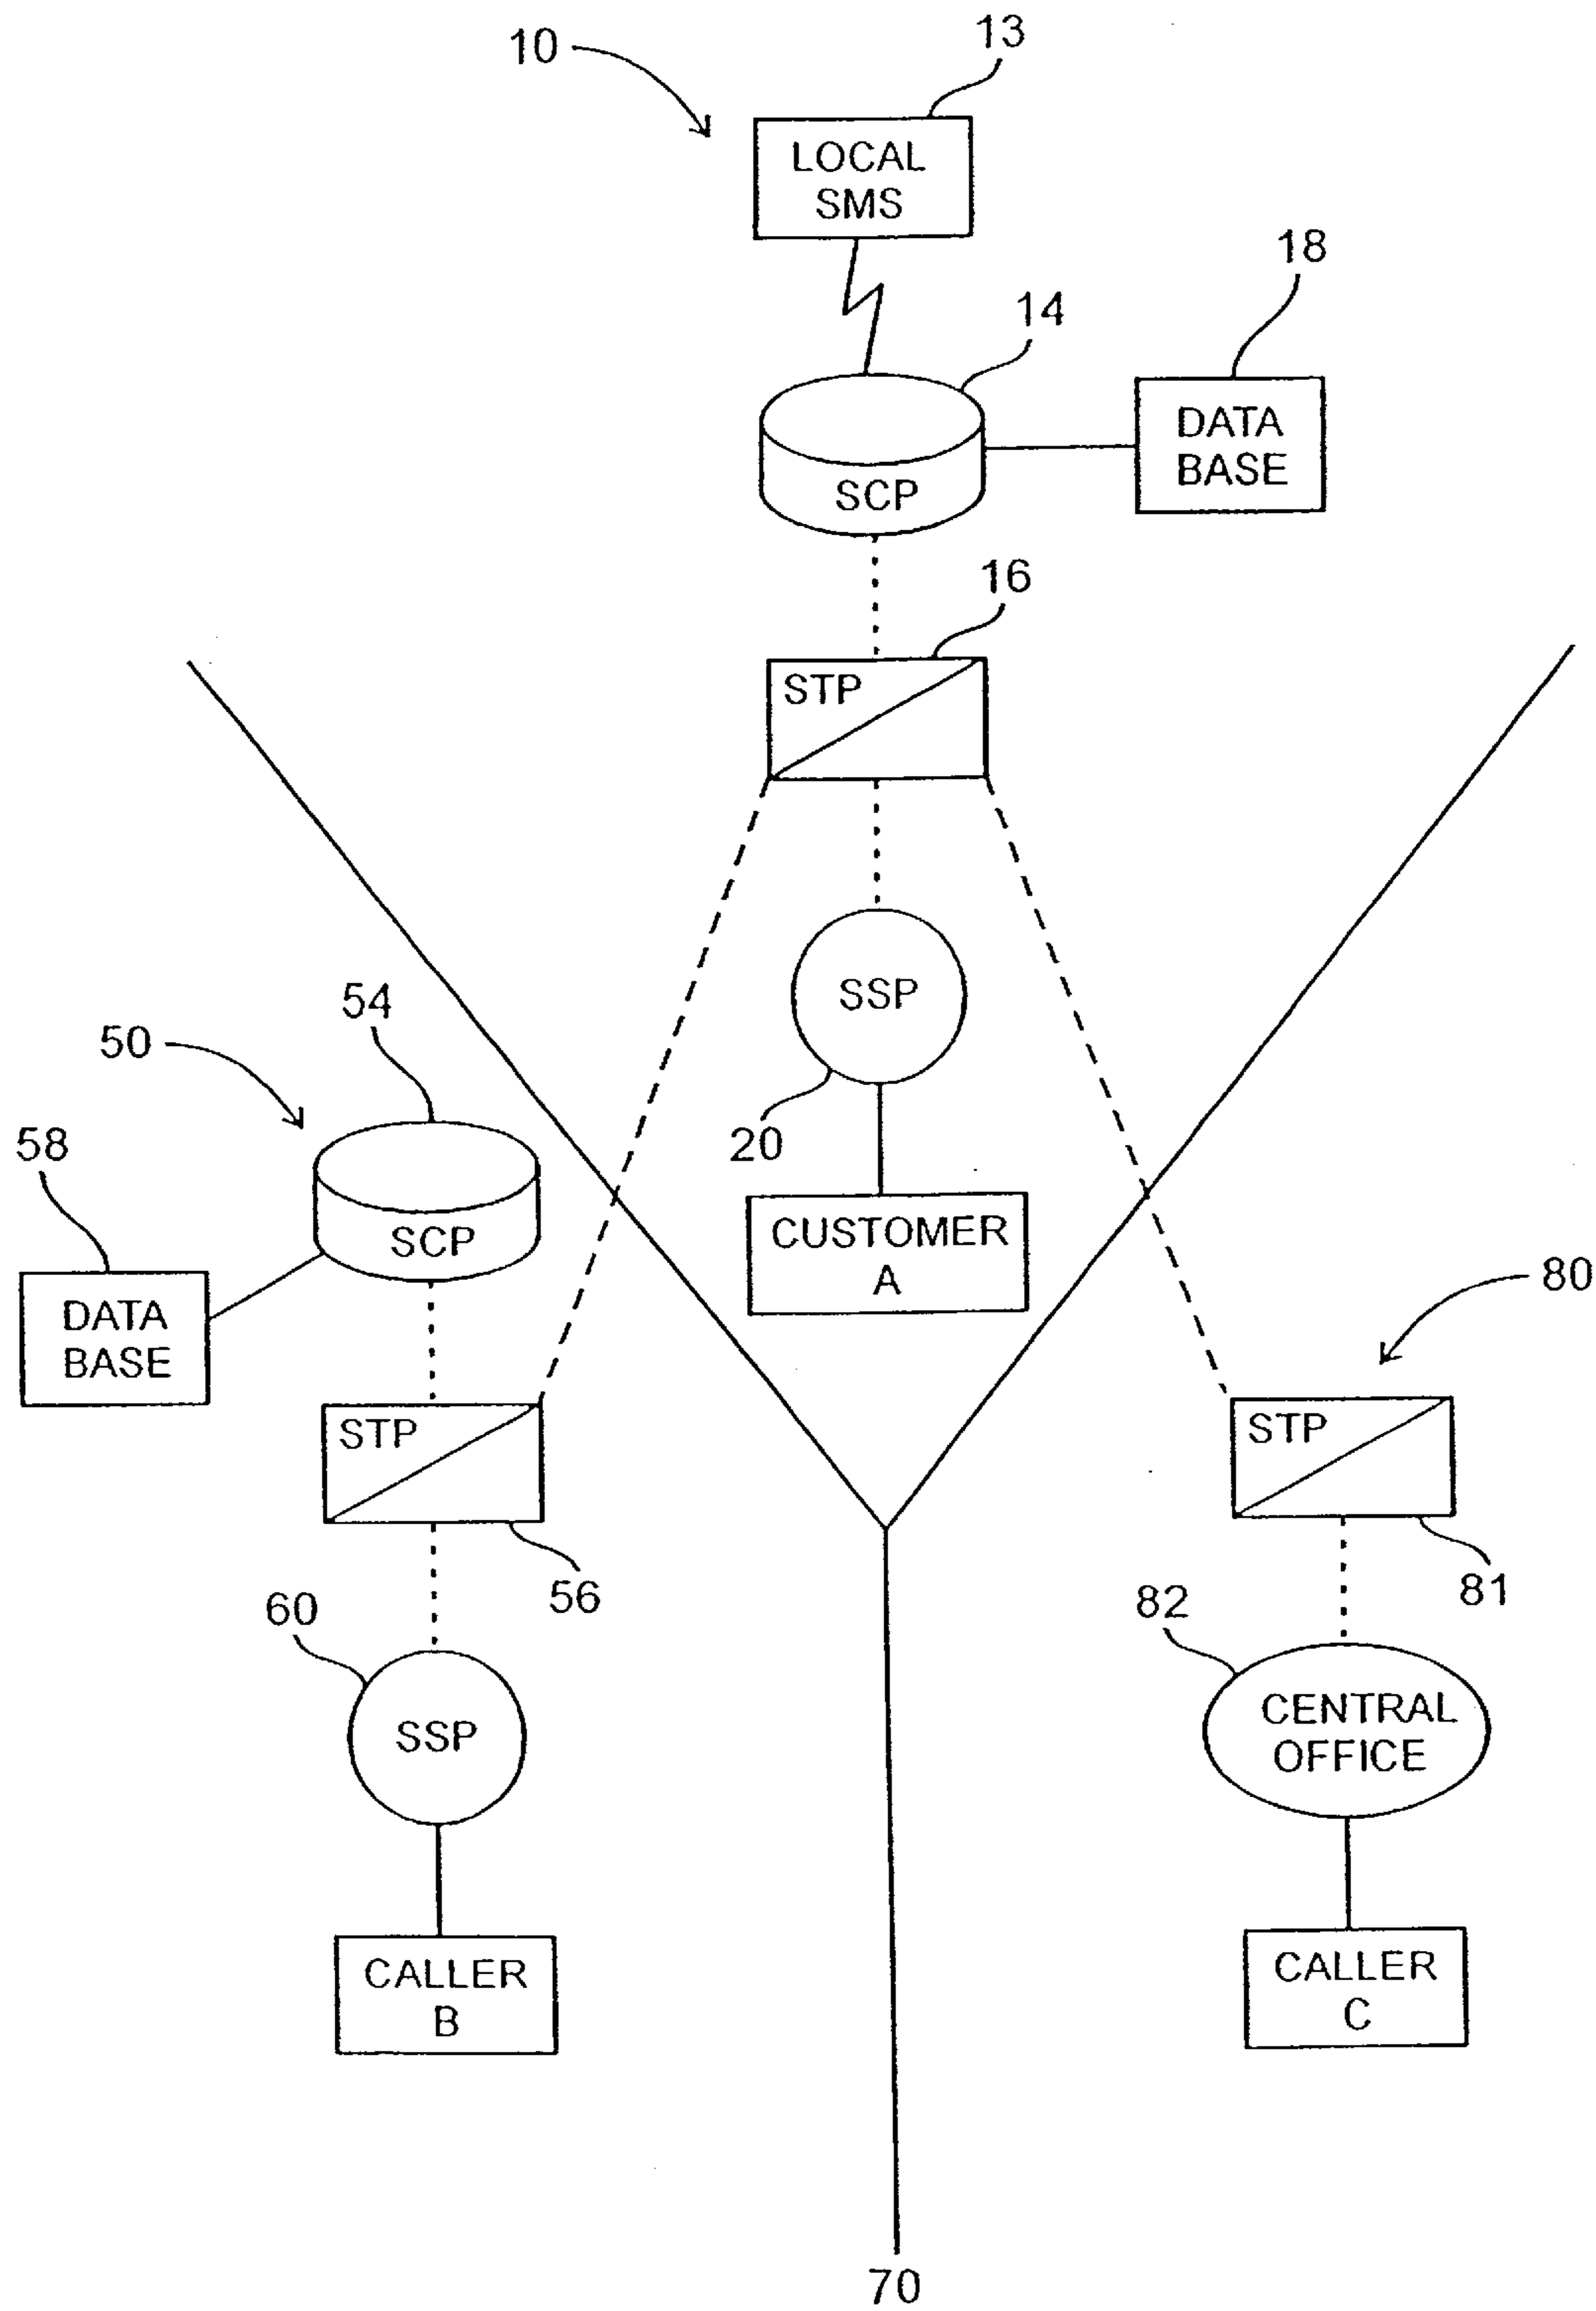 10
13
LOCAL
SMS
18
14
DATA
BASE
SCP
16
STP
SSP
54
50
20
58
SCP
CUSTOMER
A
80
DATA
BASE
STP
STP
56
81
60
82
SSP
CENTRAL
OFFICE
CALLER
B
CALLER
C
70